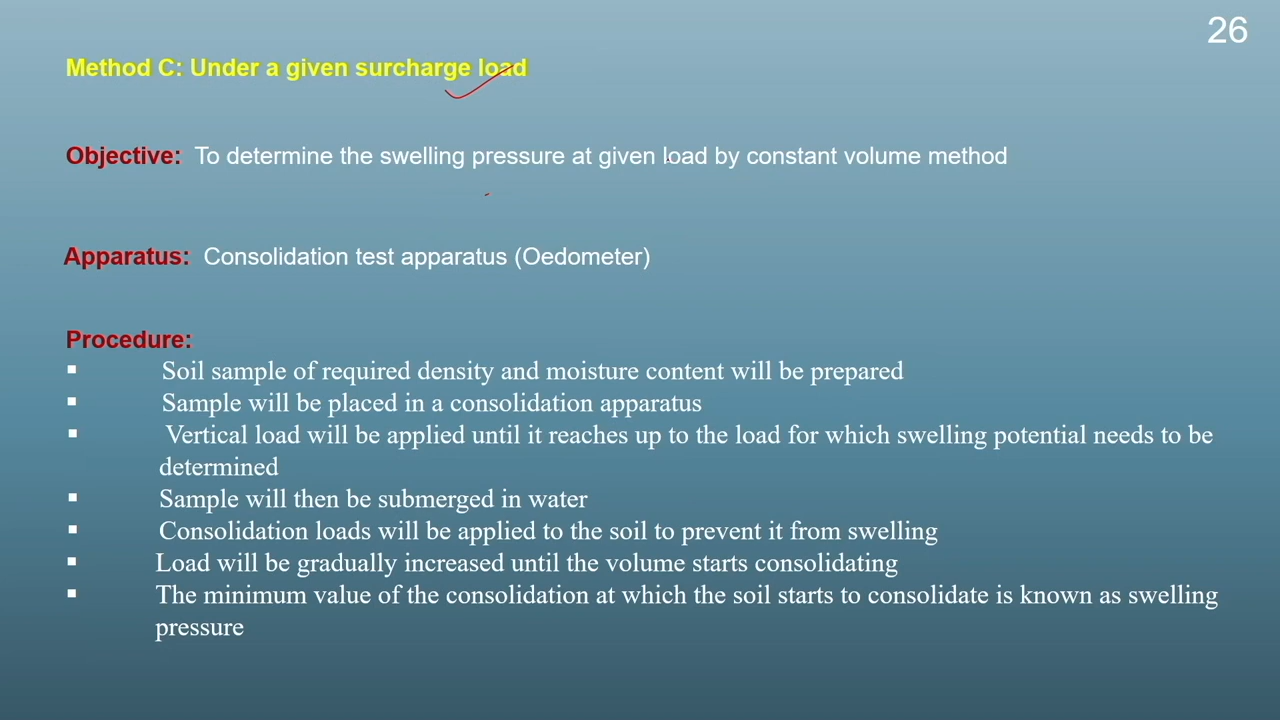 26
Method C: Under a given surcharge load
Objective: To determine the swelling pressure at given load by constant volume method
Apparatus: Consolidation test apparatus (Oedometer)
Procedure:
▪ Soil sample of required density and moisture content will be prepared
▪ Sample will be placed in a consolidation apparatus
▪ Vertical load will be applied until it reaches up to the load for which swelling potential needs to be
determined
▪ Sample will then be submerged in water
▪ Consolidation loads will be applied to the soil to prevent it from swelling
▪ Load will be gradually increased until the volume starts consolidating
▪ The minimum value of the consolidation at which the soil starts to consolidate is known as swelling
pressure